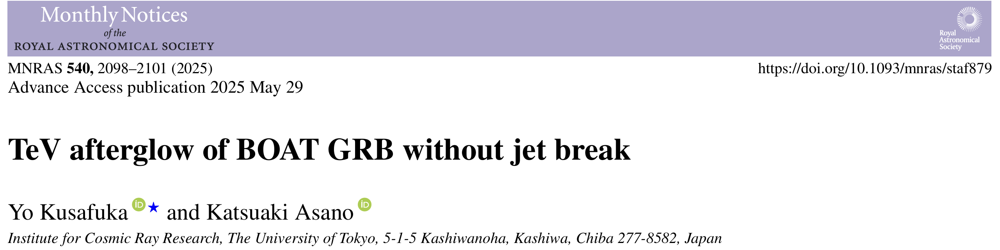 Monthly Notices
of the
ROYAL ASTRONOMICAL SOCIETY
Royal
Astronomical
Society
MNRAS 540, 2098–2101 (2025)
https://doi.org/10.1093/mnras/staf879
Advance Access publication 2025 May 29
TeV afterglow of BOAT GRB without jet break
Yo Kusafuka iD ★ and Katsuaki Asano iD
Institute for Cosmic Ray Research, The University of Tokyo, 5-1-5 Kashiwanoha, Kashiwa, Chiba 277-8582, Japan